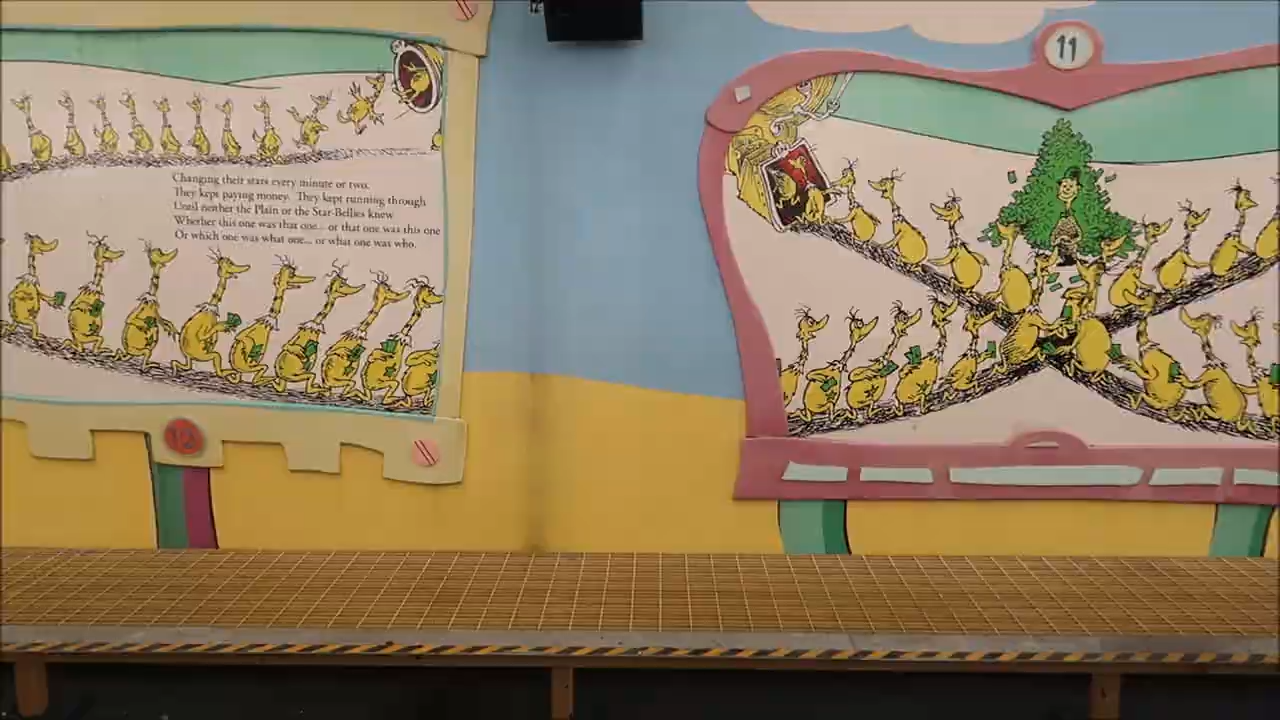 Changing their stars every minute or two.
They kept paying money. They kept running through
Until neither the Plain or the Star-Bellies knew
Whether this one was that one... or that one was this one
Or which one was what one... or what one was who.
12
11